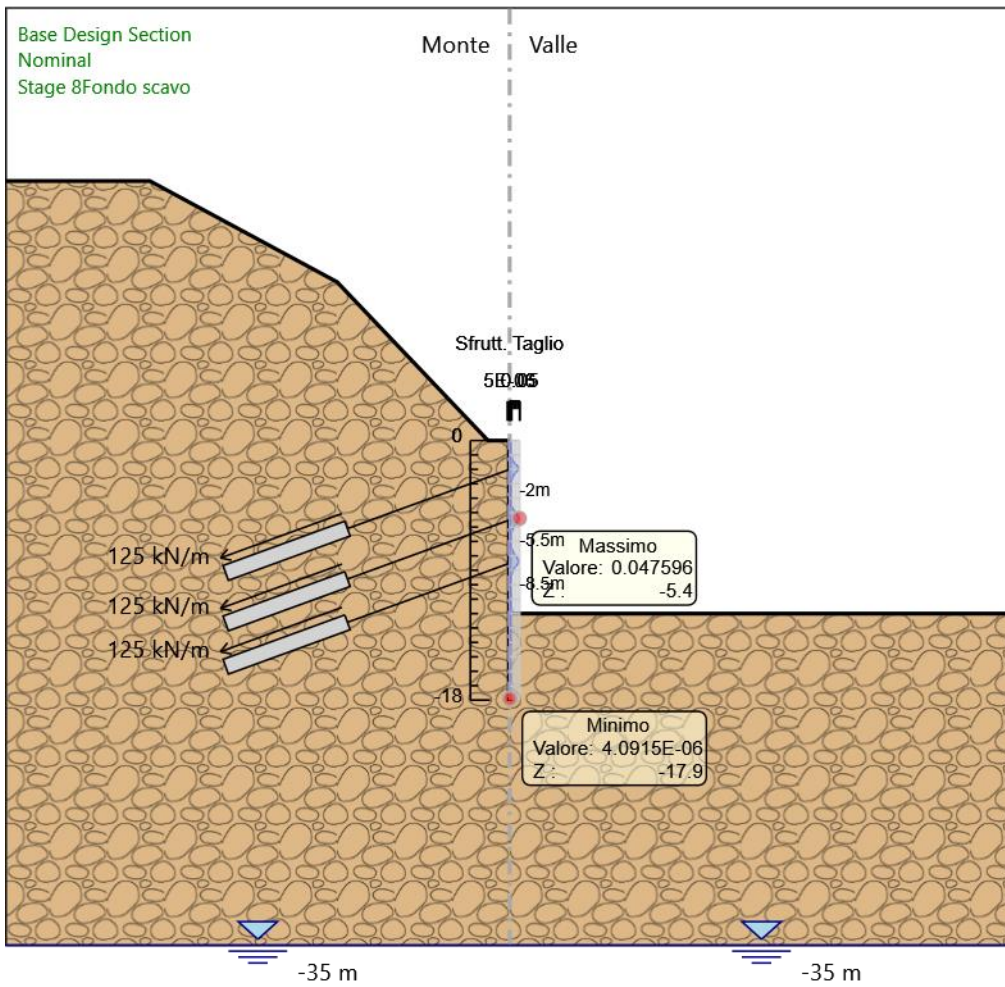 Base Design Section
Nominal
Stage 8Fondo scavo
Monte
Valle
Sfrutt. Taglio
0
-2m
-5.5m
-8.5m
125 kN/m
125 kN/m
125 kN/m
Massimo
Valore: 0.047596
Z : -5.4
-18
Minimo
Valore: 4.0915E-06
Z : -17.9
-35 m
-35 m